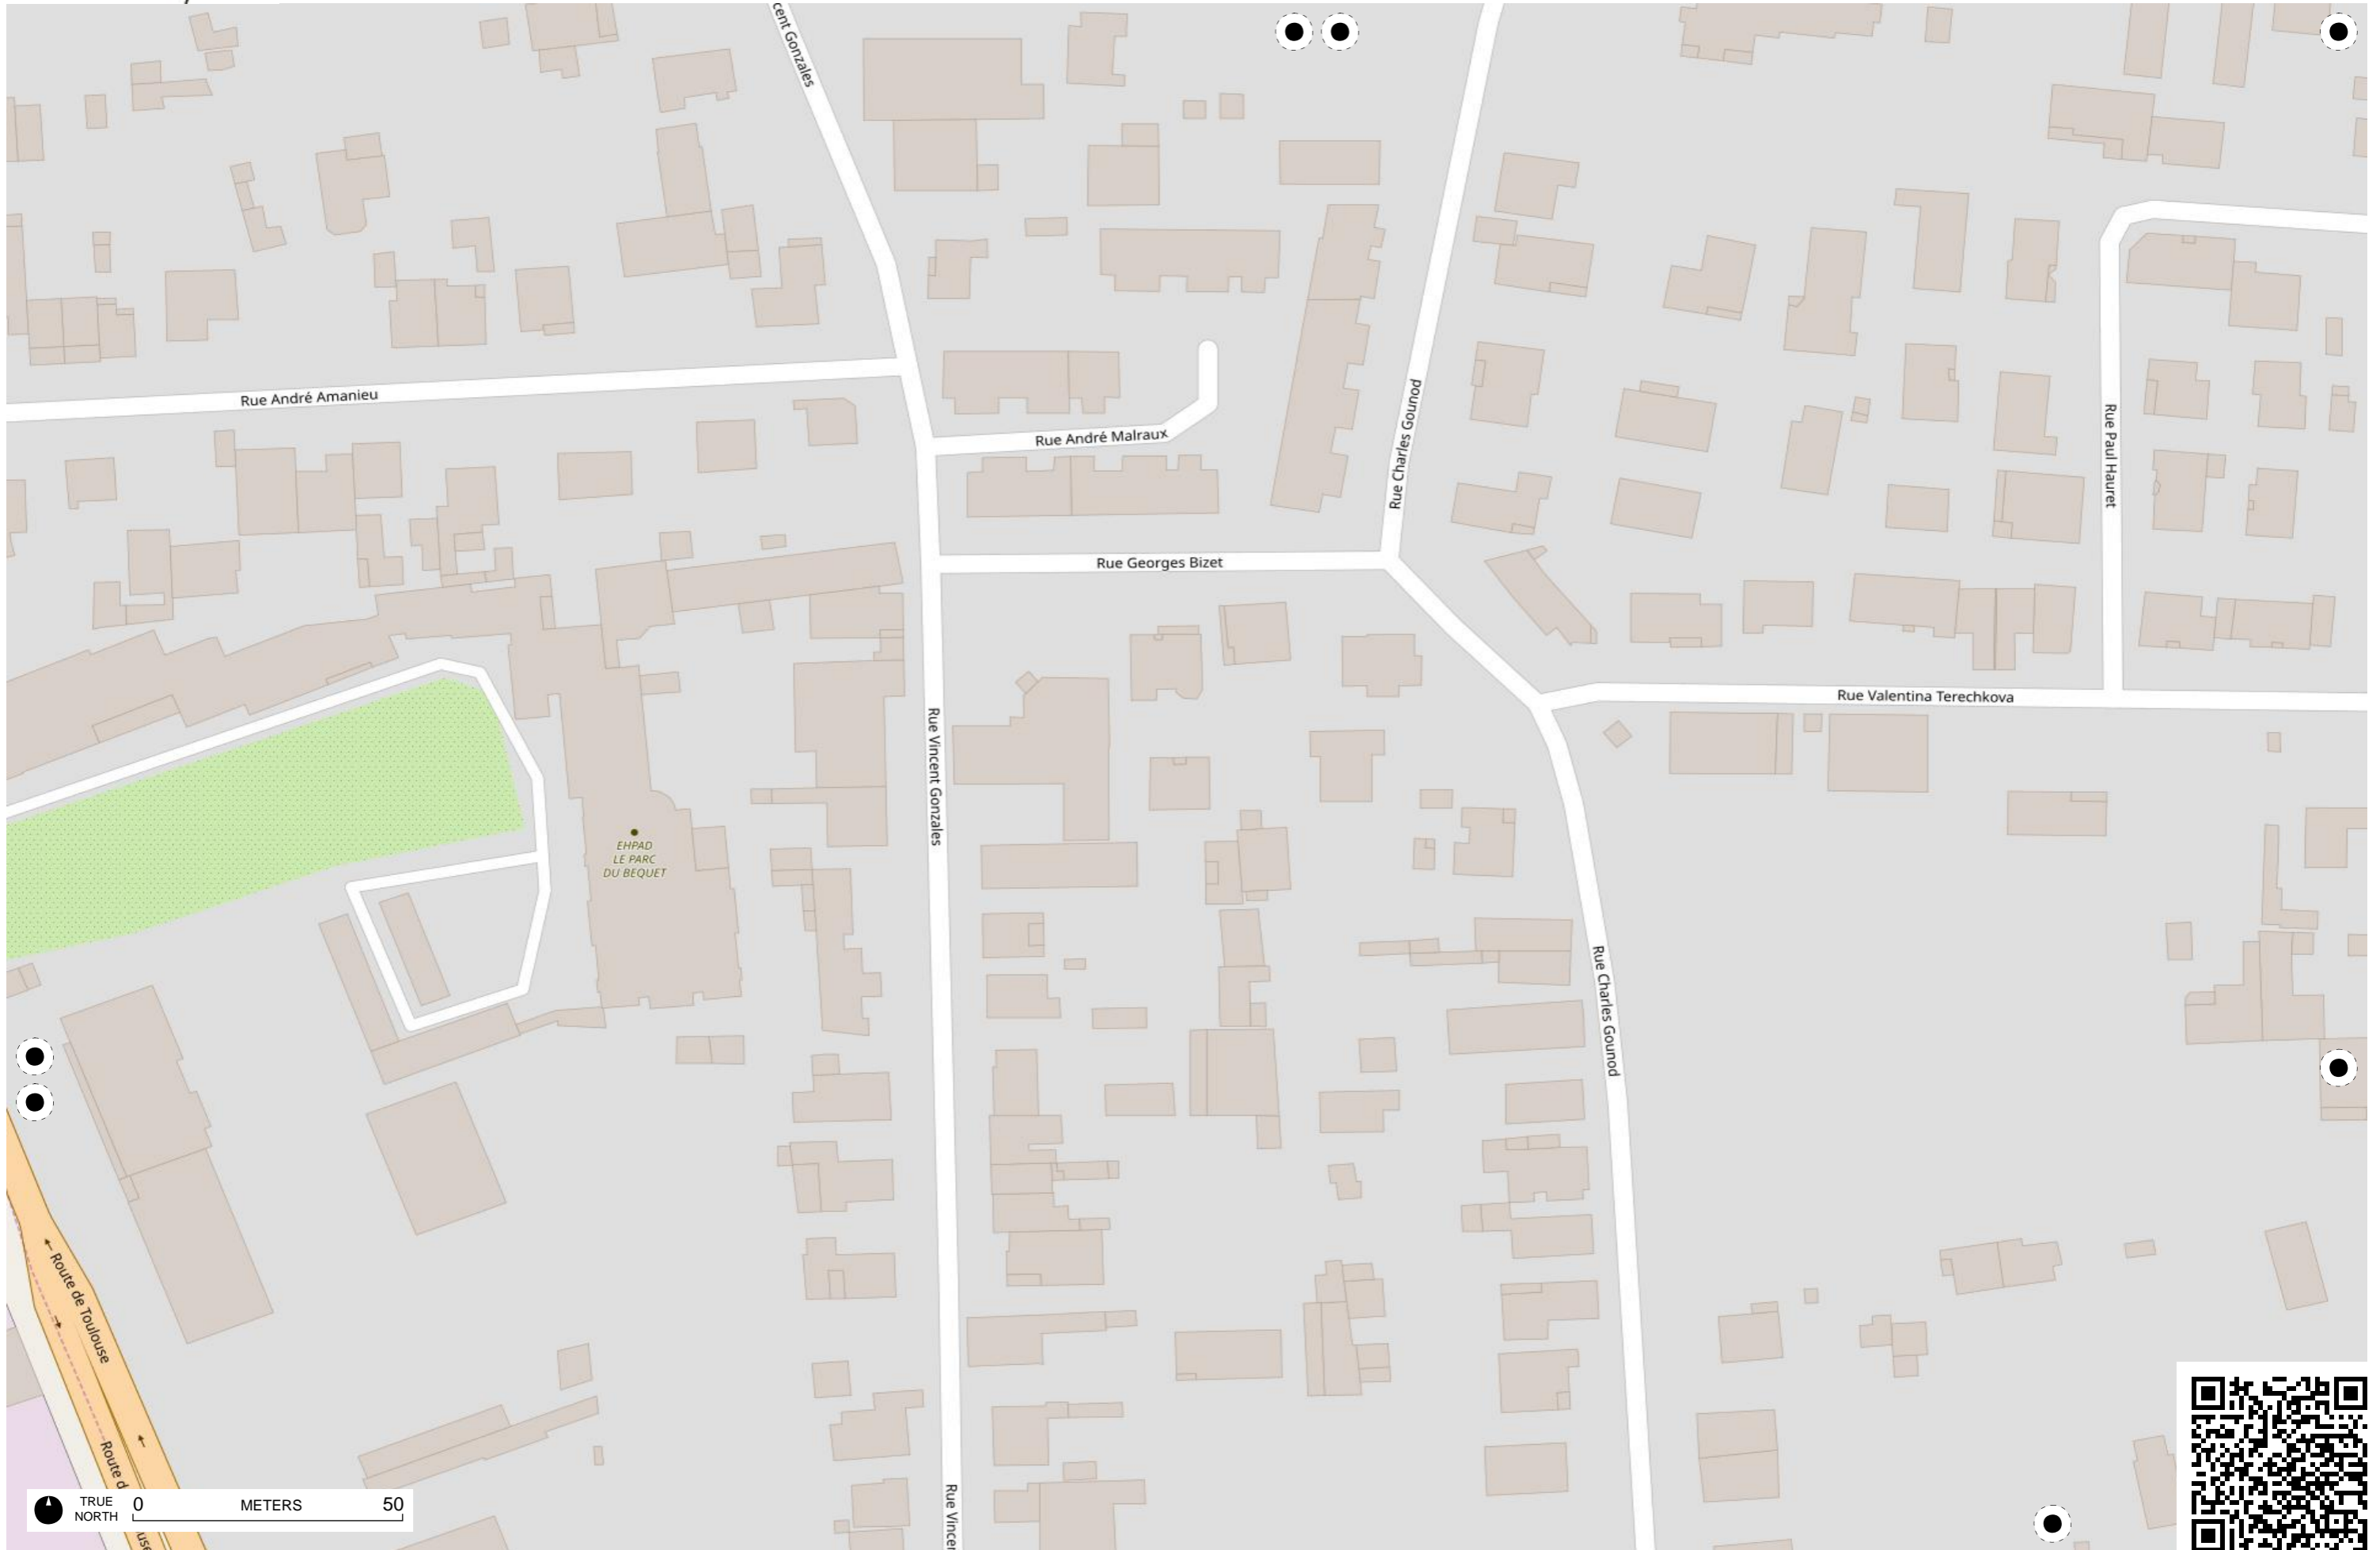 cent Gonzales
Rue André Amanieu
Rue André Malraux
Rue Charles Gounod
Rue Paul Hauret
Rue Georges Bizet
Rue Valentina Terechkova
Rue Vincent Gonzales
EHPAD
LE PARC
DU BEQUET
Rue Charles Gounod
Route de Toulouse
Route d
use
Rue Vincen
TRUE
NORTH
0 METERS 50